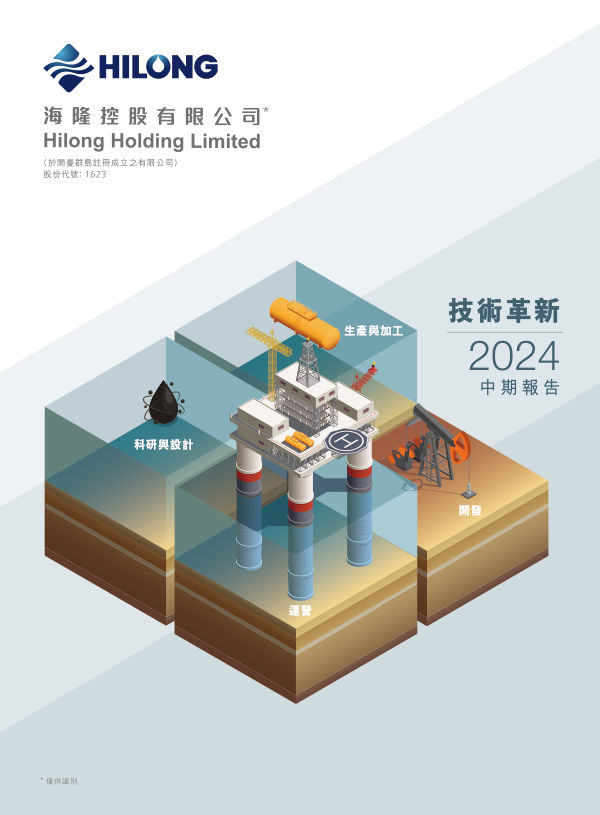 HILONG
海隆控股有限公司*
Hilong Holding Limited
(於開曼群島註冊成立之有限公司)
股份代號: 1623
技術革新
2024
中期報告
生產與加工
科研與設計
H
開發
運營
* 僅供識別